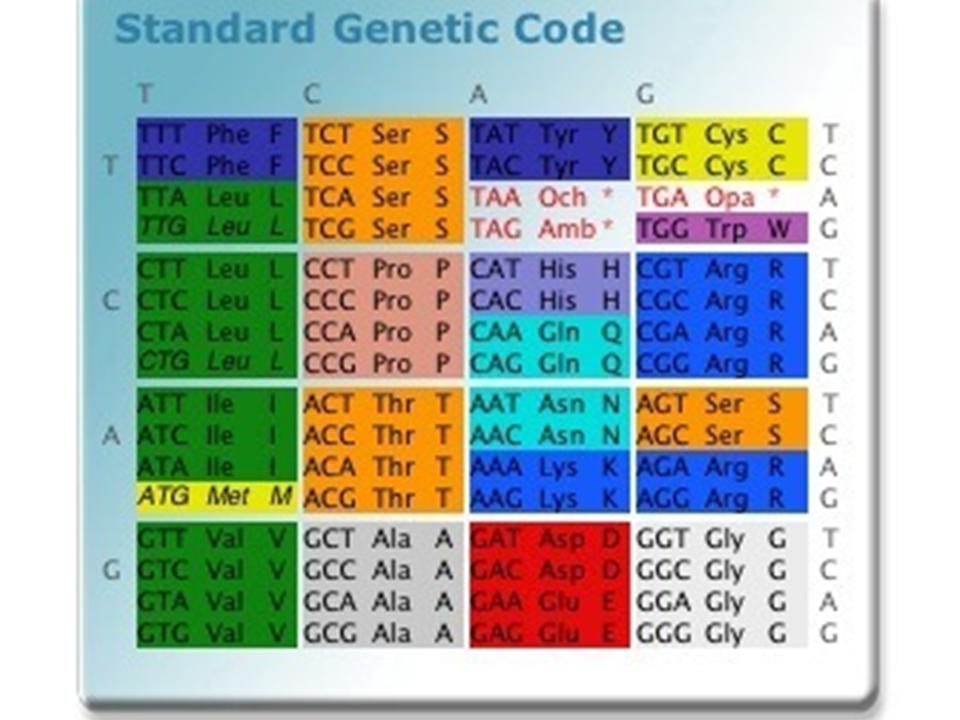 Standard Genetic Code
T C A G
TTT Phe F TCT Ser S TAT Tyr Y TGT Cys C T
T TTC Phe F TCC Ser S TAC Tyr Y TGC Cys C C
TTA Leu L TCA Ser S TAA Och * TGA Opa * A
TTG Leu L TCG Ser S TAG Amb * TGG Trp W G
CTT Leu L CCT Pro P CAT His H CGT Arg R T
C CTC Leu L CCC Pro P CAC His H CGC Arg R C
CTA Leu L CCA Pro P CAA Gln Q CGA Arg R A
CTG Leu L CCG Pro P CAG Gln Q CGG Arg R G
ATT Ile I ACT Thr T AAT Asn N AGT Ser S T
A ATC Ile I ACC Thr T AAC Asn N AGC Ser S C
ATA Ile I ACA Thr T AAA Lys K AGA Arg R A
ATG Met M ACG Thr T AAG Lys K AGG Arg R G
GTT Val V GCT Ala A GAT Asp D GGT Gly G T
G GTC Val V GCC Ala A GAC Asp D GGC Gly G C
GTA Val V GCA Ala A GAA Glu E GGA Gly G A
GTG Val V GCG Ala A GAG Glu E GGG Gly G G